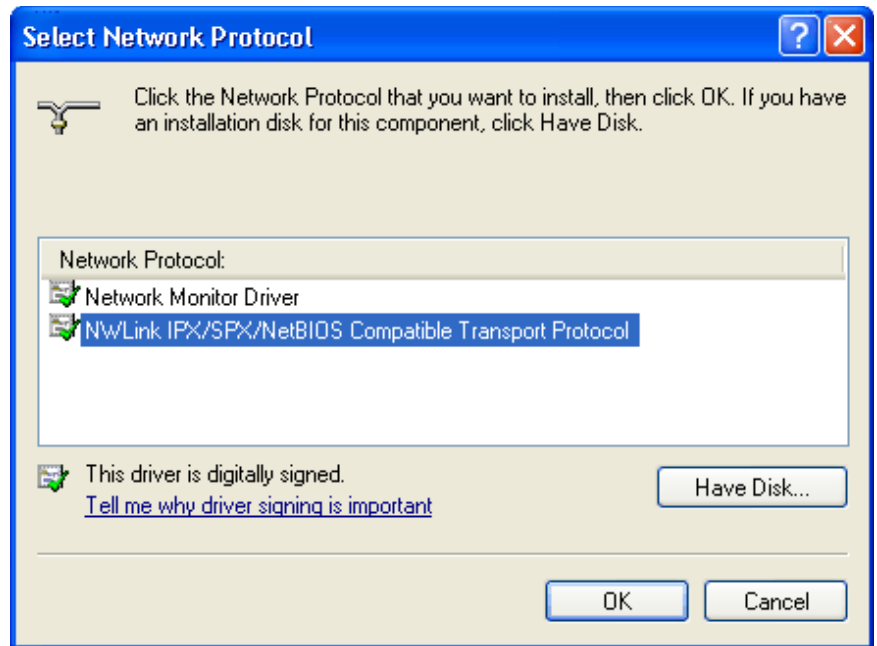 Select Network Protocol
Click the Network Protocol that you want to install, then click OK. If you have
an installation disk for this component, click Have Disk.
Network Protocol:
Network Monitor Driver
NWLink IPX/SPX/NetBIOS Compatible Transport Protocol
This driver is digitally signed.
Tell me why driver signing is important
Have Disk...
OK
Cancel